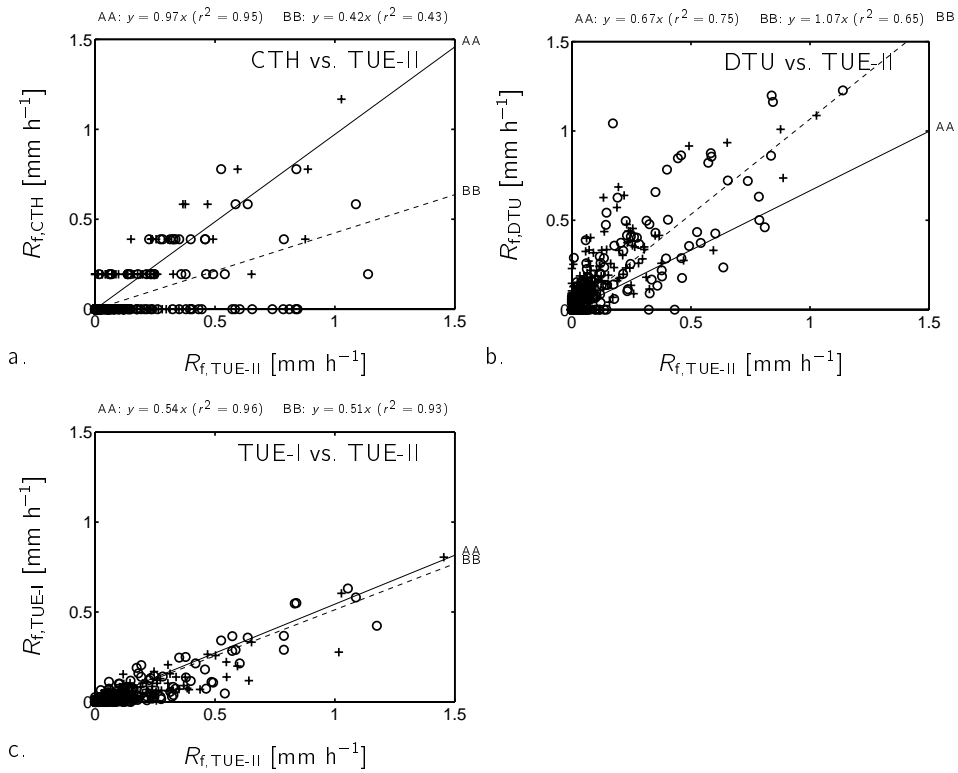 AA: y = 0.97x (r² = 0.95) BB: y = 0.42x (r² = 0.43)
CTH vs. TUE-II
AA
BB
1.5
1
0.5
0
0 0.5 1 1.5
R_f,CTH [mm h⁻¹]
R_f,TUE-II [mm h⁻¹]
a.
AA: y = 0.67x (r² = 0.75) BB: y = 1.07x (r² = 0.65) BB
DTU vs. TUE-II
AA
1.5
1
0.5
0
0 0.5 1 1.5
R_f,DTU [mm h⁻¹]
R_f,TUE-II [mm h⁻¹]
b.
AA: y = 0.54x (r² = 0.96) BB: y = 0.51x (r² = 0.93)
TUE-I vs. TUE-II
AA
BB
1.5
1
0.5
0
0 0.5 1 1.5
R_f,TUE-I [mm h⁻¹]
R_f,TUE-II [mm h⁻¹]
c.